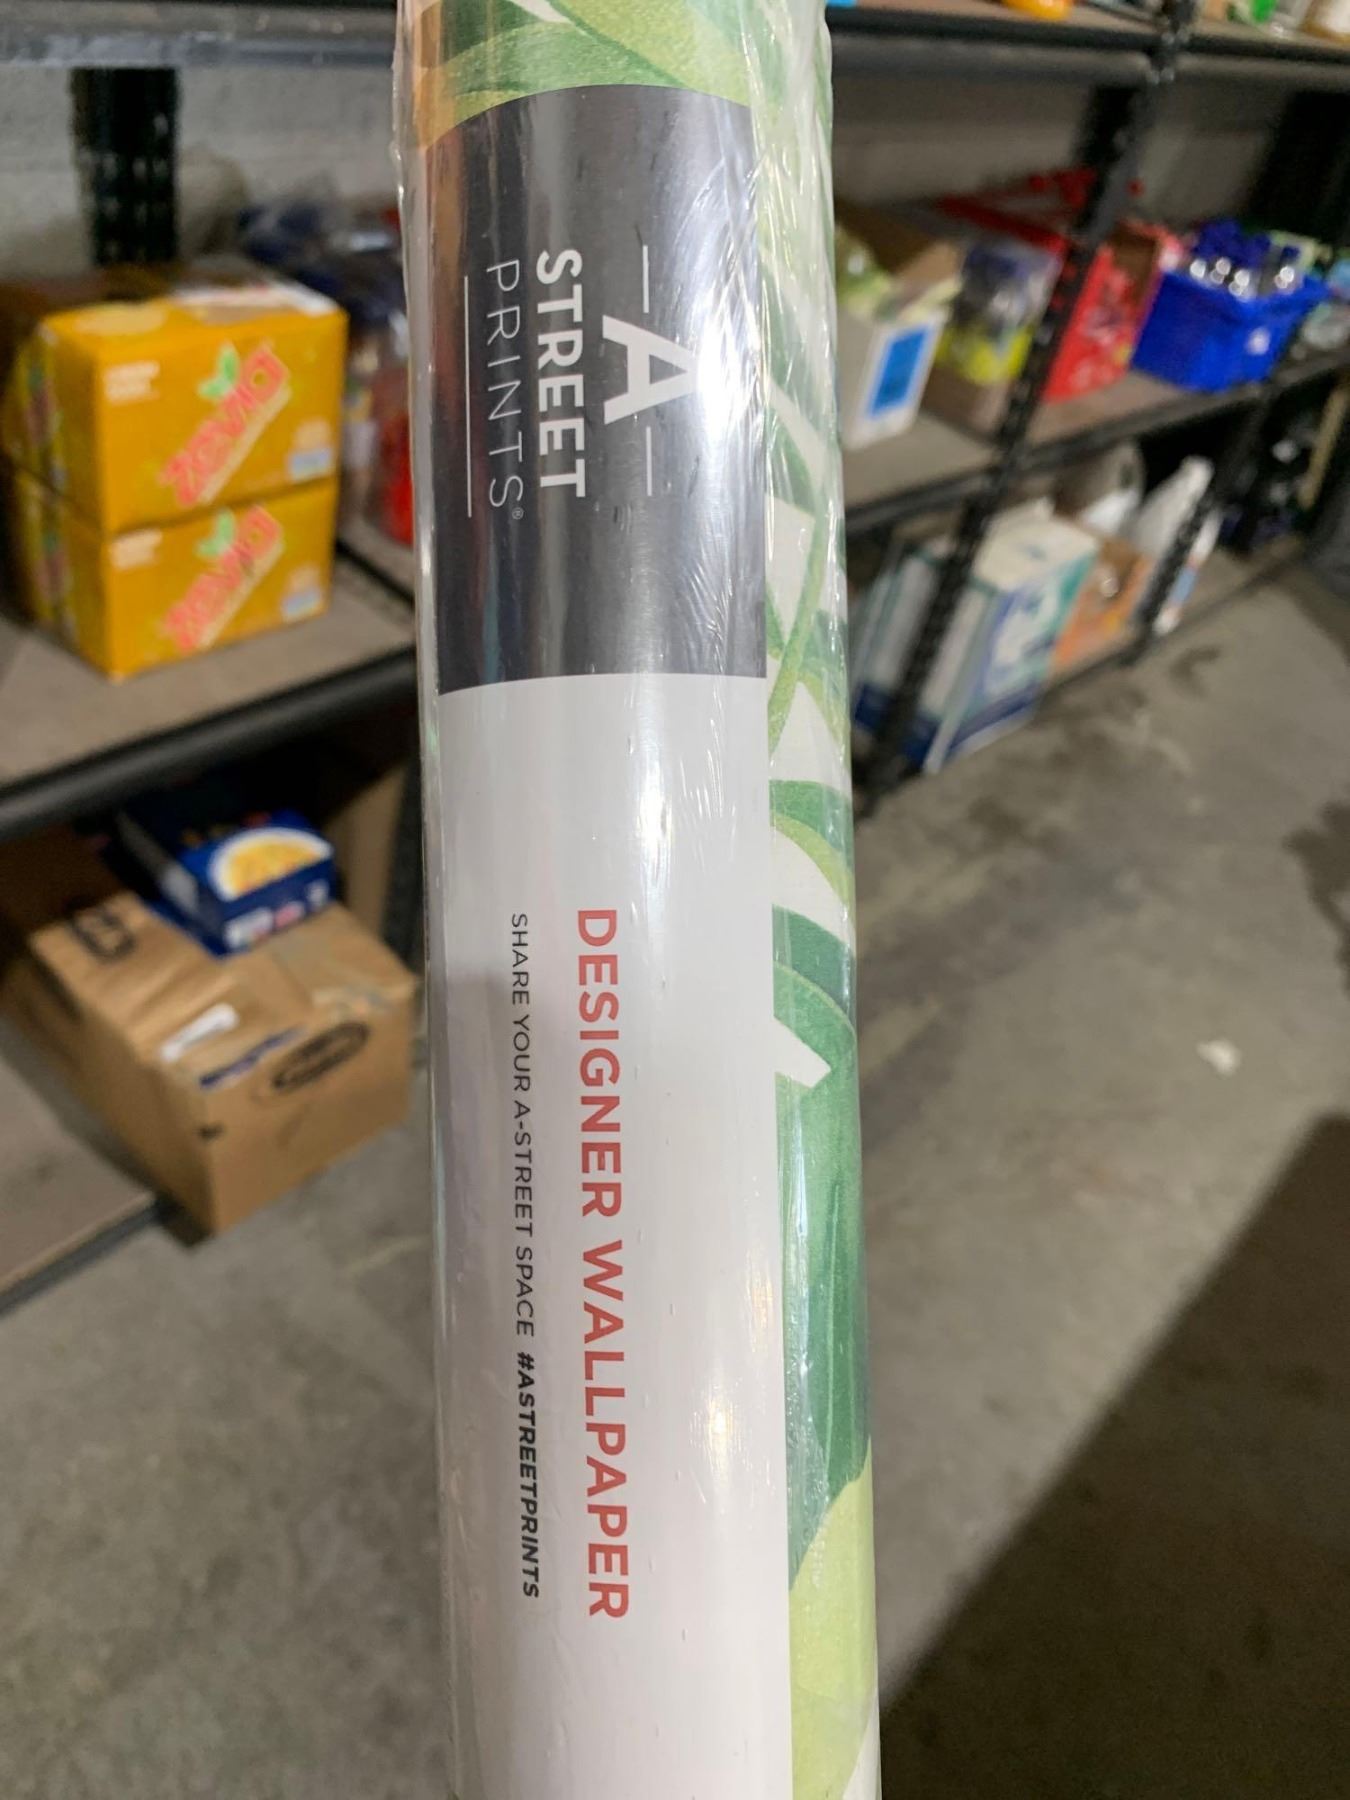 — A —
STREET
PRINTS®
DESIGNER WALLPAPER
SHARE YOUR A-STREET SPACE #ASTREETPRINTS